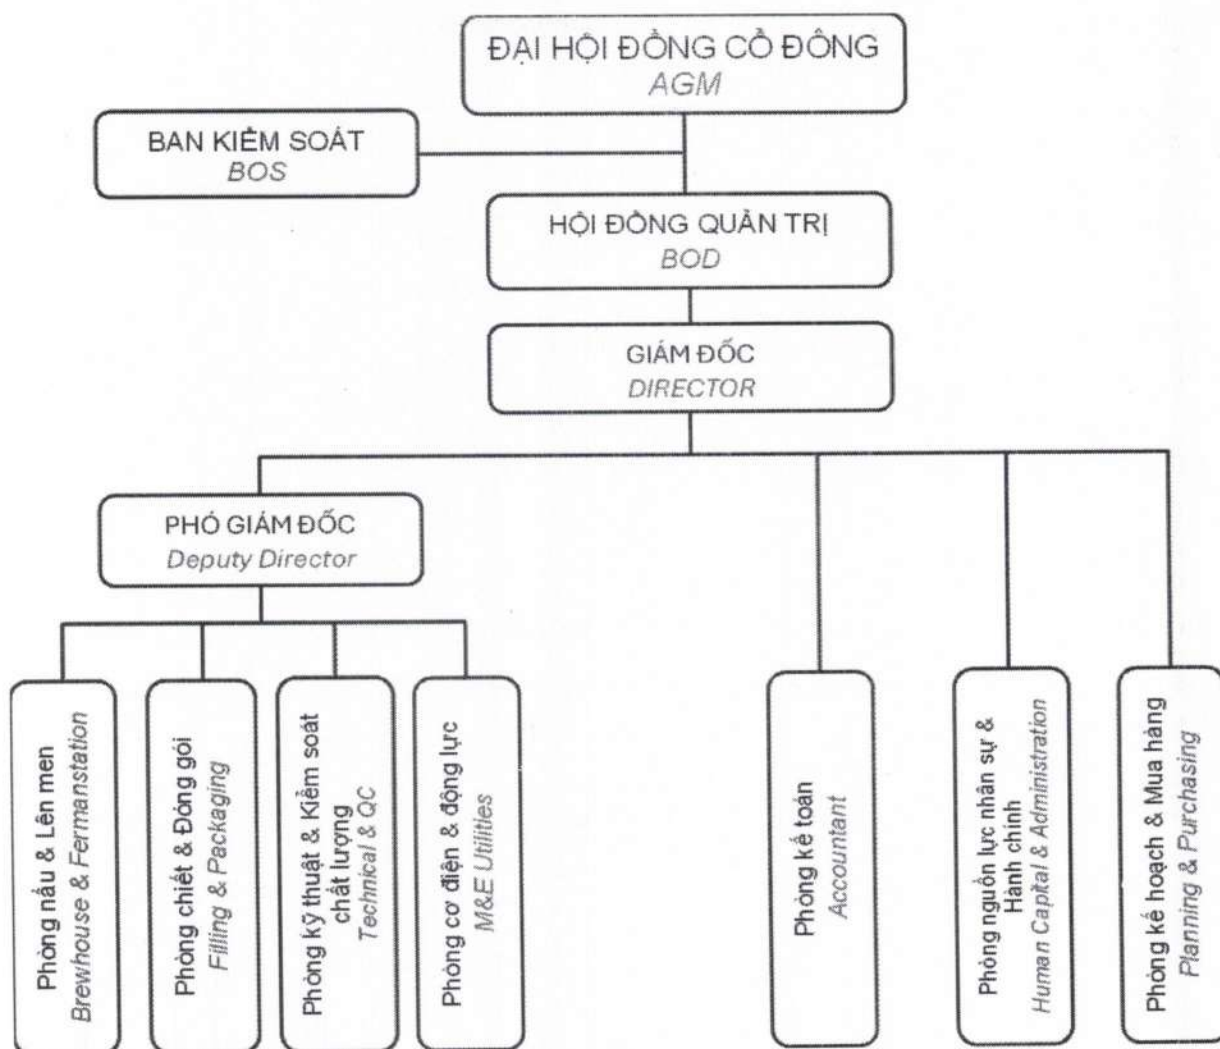 ĐẠI HỘI ĐỒNG CỔ ĐÔNG
AGM
BAN KIỂM SOÁT
BOS
HỘI ĐỒNG QUẢN TRỊ
BOD
GIÁM ĐỐC
DIRECTOR
PHÓ GIÁM ĐỐC
Deputy Director
Phòng nấu & Lên men
Brewhouse & Fermanstation
Phòng chiết & Đóng gói
Filling & Packaging
Phòng kỹ thuật & Kiểm soát
chất lượng
Technical & QC
Phòng cơ điện & động lực
M&E Utilities
Phòng kế toán
Accountant
Phòng nguồn lực nhân sự &
Hành chính
Human Capital & Administration
Phòng kế hoạch & Mua hàng
Planning & Purchasing